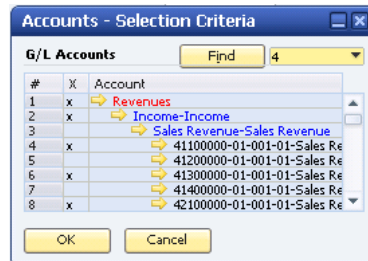 Accounts - Selection Criteria
G/L Accounts Find 4
# X Account
1 x Revenues
2 x Income-Income
3 Sales Revenue-Sales Revenue
4 x 41100000-01-001-01-Sales Re
5 41200000-01-001-01-Sales Re
6 x 41300000-01-001-01-Sales Re
7 41400000-01-001-01-Sales Re
8 x 42100000-01-001-01-Sales Re
OK Cancel